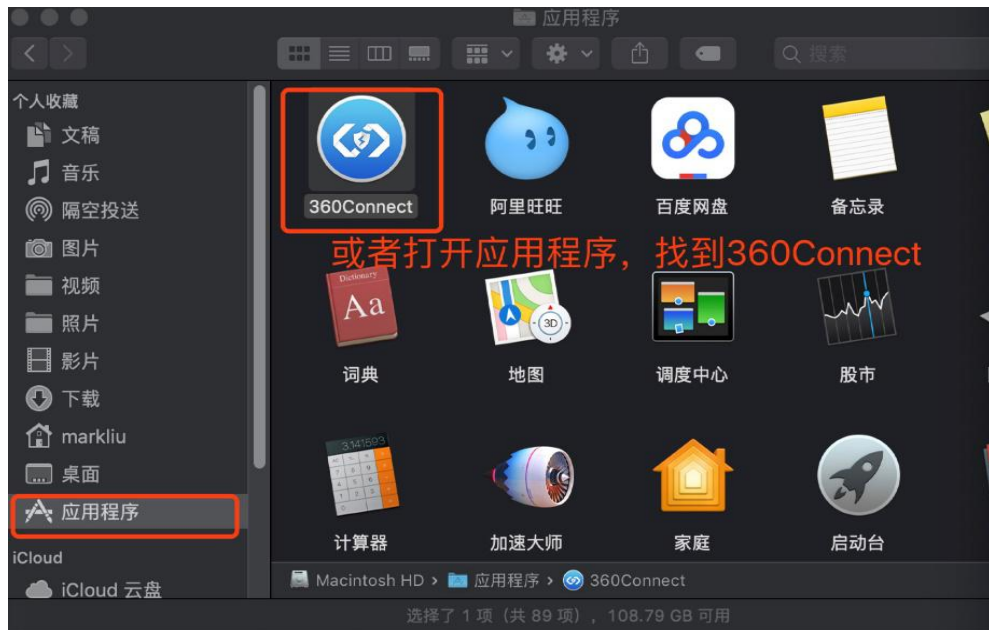 应用程序
搜索
个人收藏
文稿
音乐
隔空投送
图片
视频
照片
影片
下载
markliu
桌面
应用程序
iCloud
iCloud 云盘
360Connect
阿里旺旺
百度网盘
备忘录
或者打开应用程序，找到360Connect
Dictionary
Aa
3D
词典
地图
调度中心
股市
3.141593
计算器
加速大师
家庭
启动台
Macintosh HD › 应用程序 › 360Connect
选择了 1 项（共 89 项），108.79 GB 可用